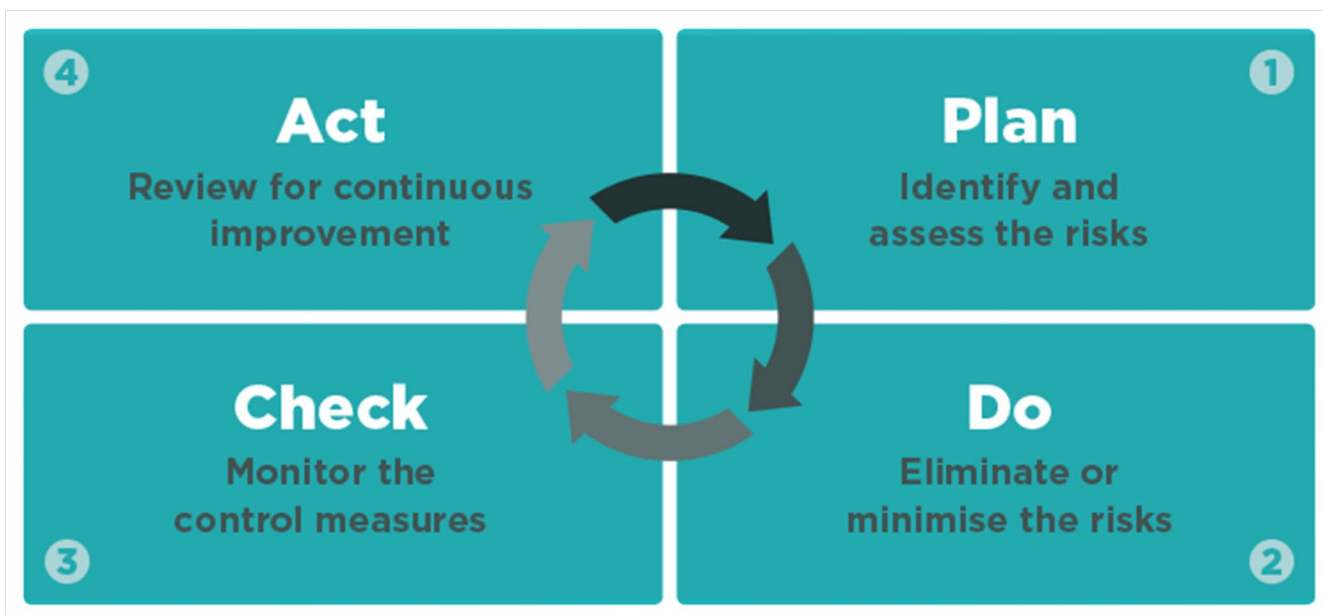 4
Act
Review for continuous
improvement
1
Plan
Identify and
assess the risks
Check
Monitor the
control measures
3
Do
Eliminate or
minimise the risks
2